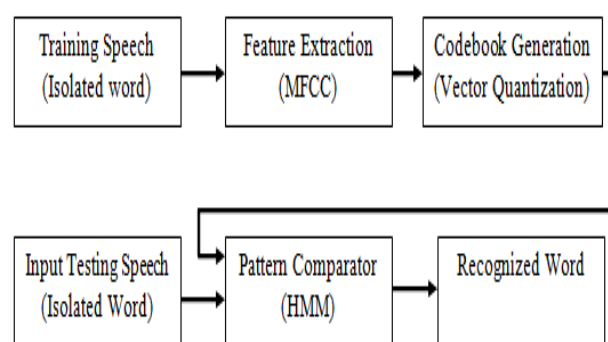 Training Speech
(Isolated word)
Feature Extraction
(MFCC)
Codebook Generation
(Vector Quantization)
Input Testing Speech
(Isolated Word)
Pattern Comparator
(HMM)
Recognized Word